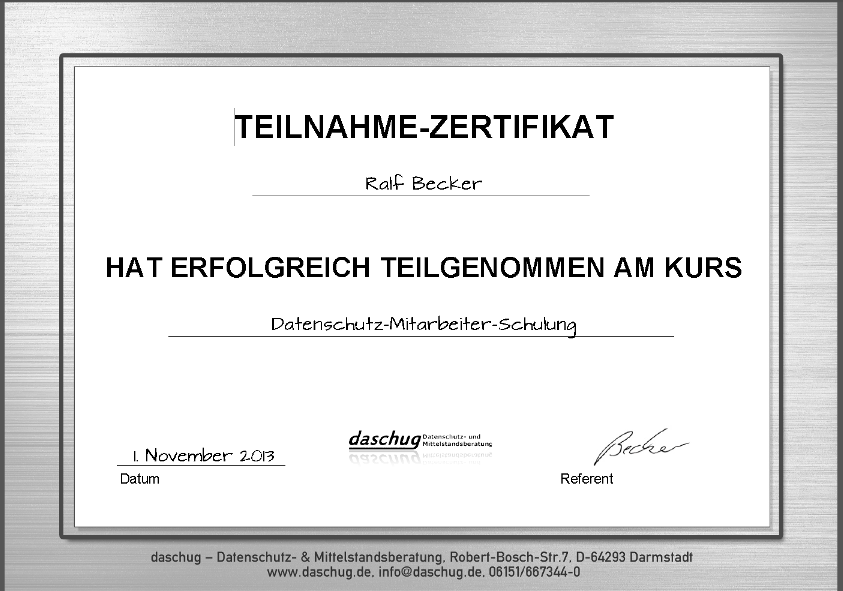 TEILNAHME-ZERTIFIKAT
Ralf Becker
HAT ERFOLGREICH TEILGENOMMEN AM KURS
Datenschutz-Mitarbeiter-Schulung
1. November 2013
Datum
daschug Datenschutz- und
Mittelstandsberatung
Becker
Referent
daschug – Datenschutz- & Mittelstandsberatung, Robert-Bosch-Str.7, D-64293 Darmstadt
www.daschug.de, info@daschug.de, 06151/667344-0